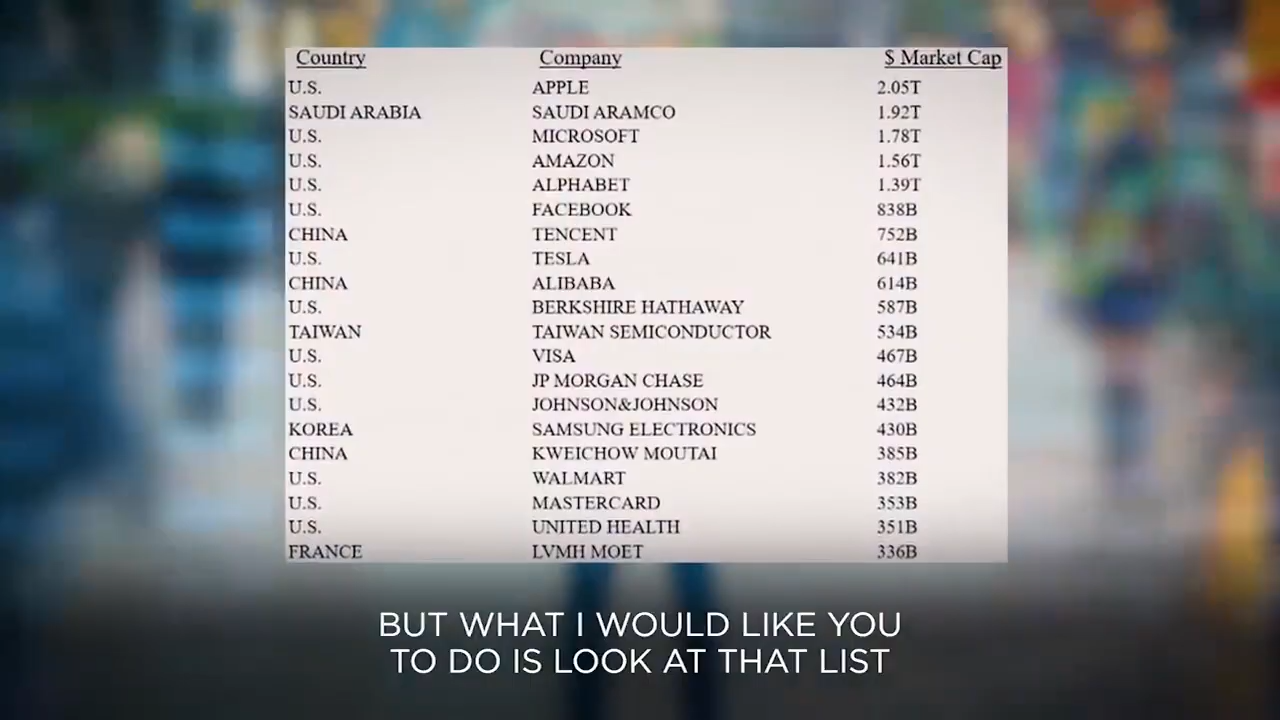 Country Company $ Market Cap
U.S. APPLE 2.05T
SAUDI ARABIA SAUDI ARAMCO 1.92T
U.S. MICROSOFT 1.78T
U.S. AMAZON 1.56T
U.S. ALPHABET 1.39T
U.S. FACEBOOK 838B
CHINA TENCENT 752B
U.S. TESLA 641B
CHINA ALIBABA 614B
U.S. BERKSHIRE HATHAWAY 587B
TAIWAN TAIWAN SEMICONDUCTOR 534B
U.S. VISA 467B
U.S. JP MORGAN CHASE 464B
U.S. JOHNSON&JOHNSON 432B
KOREA SAMSUNG ELECTRONICS 430B
CHINA KWEICHOW MOUTAI 385B
U.S. WALMART 382B
U.S. MASTERCARD 353B
U.S. UNITED HEALTH 351B
FRANCE LVMH MOET 336B
BUT WHAT I WOULD LIKE YOU
TO DO IS LOOK AT THAT LIST